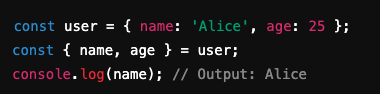 const user = { name: 'Alice', age: 25 };
const { name, age } = user;
console.log(name); // Output: Alice